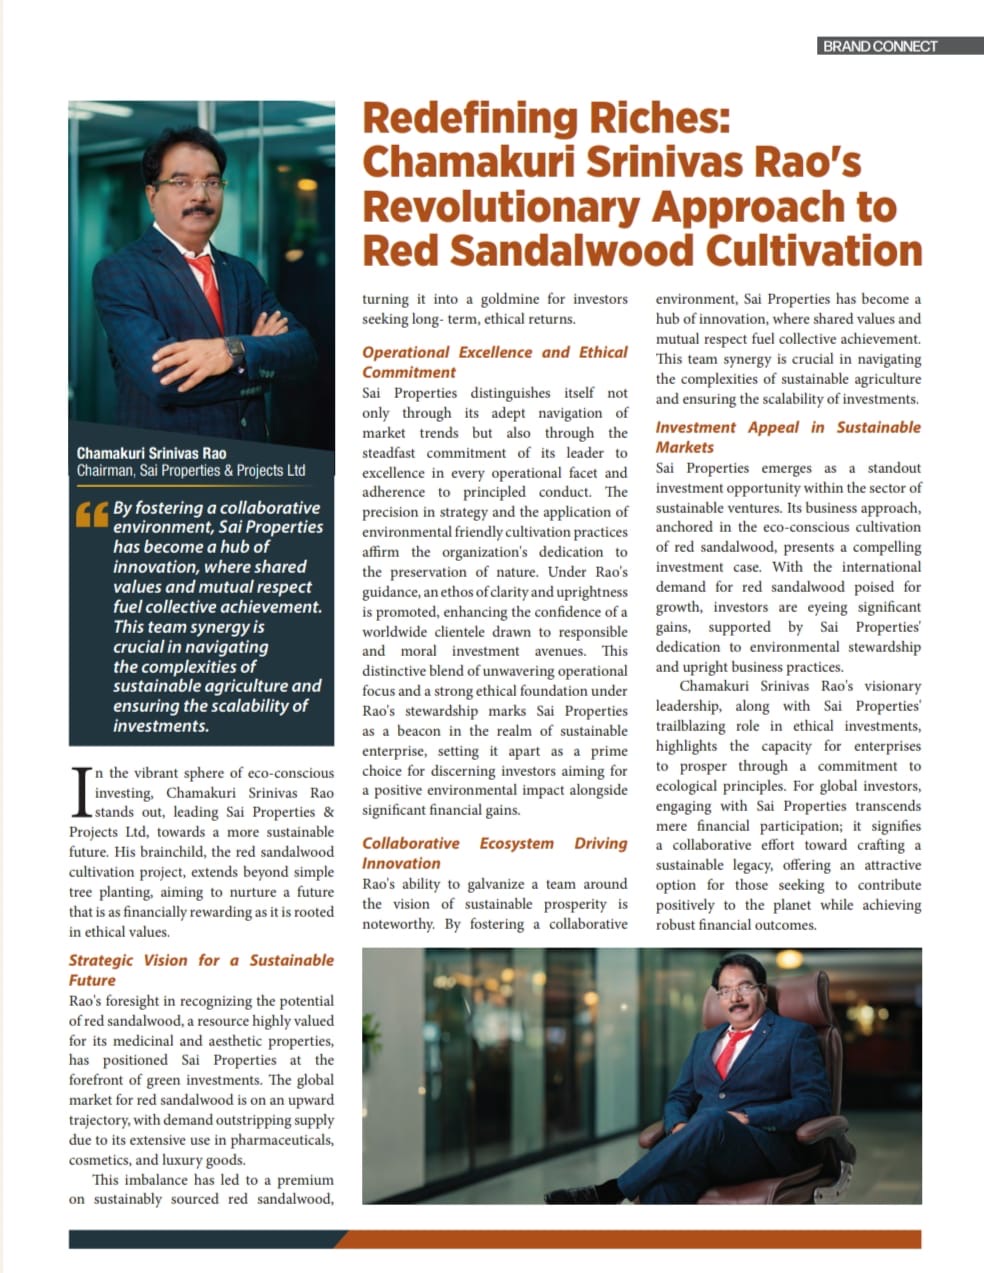 BRAND CONNECT
Redefining Riches:
Chamakuri Srinivas Rao's
Revolutionary Approach to
Red Sandalwood Cultivation
Chamakuri Srinivas Rao
Chairman, Sai Properties & Projects Ltd
“ By fostering a collaborative
environment, Sai Properties
has become a hub of
innovation, where shared
values and mutual respect
fuel collective achievement.
This team synergy is
crucial in navigating
the complexities of
sustainable agriculture and
ensuring the scalability of
investments.
In the vibrant sphere of eco-conscious
investing, Chamakuri Srinivas Rao
stands out, leading Sai Properties &
Projects Ltd, towards a more sustainable
future. His brainchild, the red sandalwood
cultivation project, extends beyond simple
tree planting, aiming to nurture a future
that is as financially rewarding as it is rooted
in ethical values.
Strategic Vision for a Sustainable
Future
Rao's foresight in recognizing the potential
of red sandalwood, a resource highly valued
for its medicinal and aesthetic properties,
has positioned Sai Properties at the
forefront of green investments. The global
market for red sandalwood is on an upward
trajectory, with demand outstripping supply
due to its extensive use in pharmaceuticals,
cosmetics, and luxury goods.
This imbalance has led to a premium
on sustainably sourced red sandalwood,
turning it into a goldmine for investors
seeking long- term, ethical returns.
Operational Excellence and Ethical
Commitment
Sai Properties distinguishes itself not
only through its adept navigation of
market trends but also through the
steadfast commitment of its leader to
excellence in every operational facet and
adherence to principled conduct. The
precision in strategy and the application of
environmental friendly cultivation practices
affirm the organization's dedication to
the preservation of nature. Under Rao's
guidance, an ethos of clarity and uprightness
is promoted, enhancing the confidence of a
worldwide clientele drawn to responsible
and moral investment avenues. This
distinctive blend of unwavering operational
focus and a strong ethical foundation under
Rao's stewardship marks Sai Properties
as a beacon in the realm of sustainable
enterprise, setting it apart as a prime
choice for discerning investors aiming for
a positive environmental impact alongside
significant financial gains.
Collaborative Ecosystem Driving
Innovation
Rao's ability to galvanize a team around
the vision of sustainable prosperity is
noteworthy. By fostering a collaborative
environment, Sai Properties has become a
hub of innovation, where shared values and
mutual respect fuel collective achievement.
This team synergy is crucial in navigating
the complexities of sustainable agriculture
and ensuring the scalability of investments.
Investment Appeal in Sustainable
Markets
Sai Properties emerges as a standout
investment opportunity within the sector of
sustainable ventures. Its business approach,
anchored in the eco-conscious cultivation
of red sandalwood, presents a compelling
investment case. With the international
demand for red sandalwood poised for
growth, investors are eyeing significant
gains, supported by Sai Properties'
dedication to environmental stewardship
and upright business practices.
Chamakuri Srinivas Rao's visionary
leadership, along with Sai Properties'
trailblazing role in ethical investments,
highlights the capacity for enterprises
to prosper through a commitment to
ecological principles. For global investors,
engaging with Sai Properties transcends
mere financial participation; it signifies
a collaborative effort toward crafting a
sustainable legacy, offering an attractive
option for those seeking to contribute
positively to the planet while achieving
robust financial outcomes.